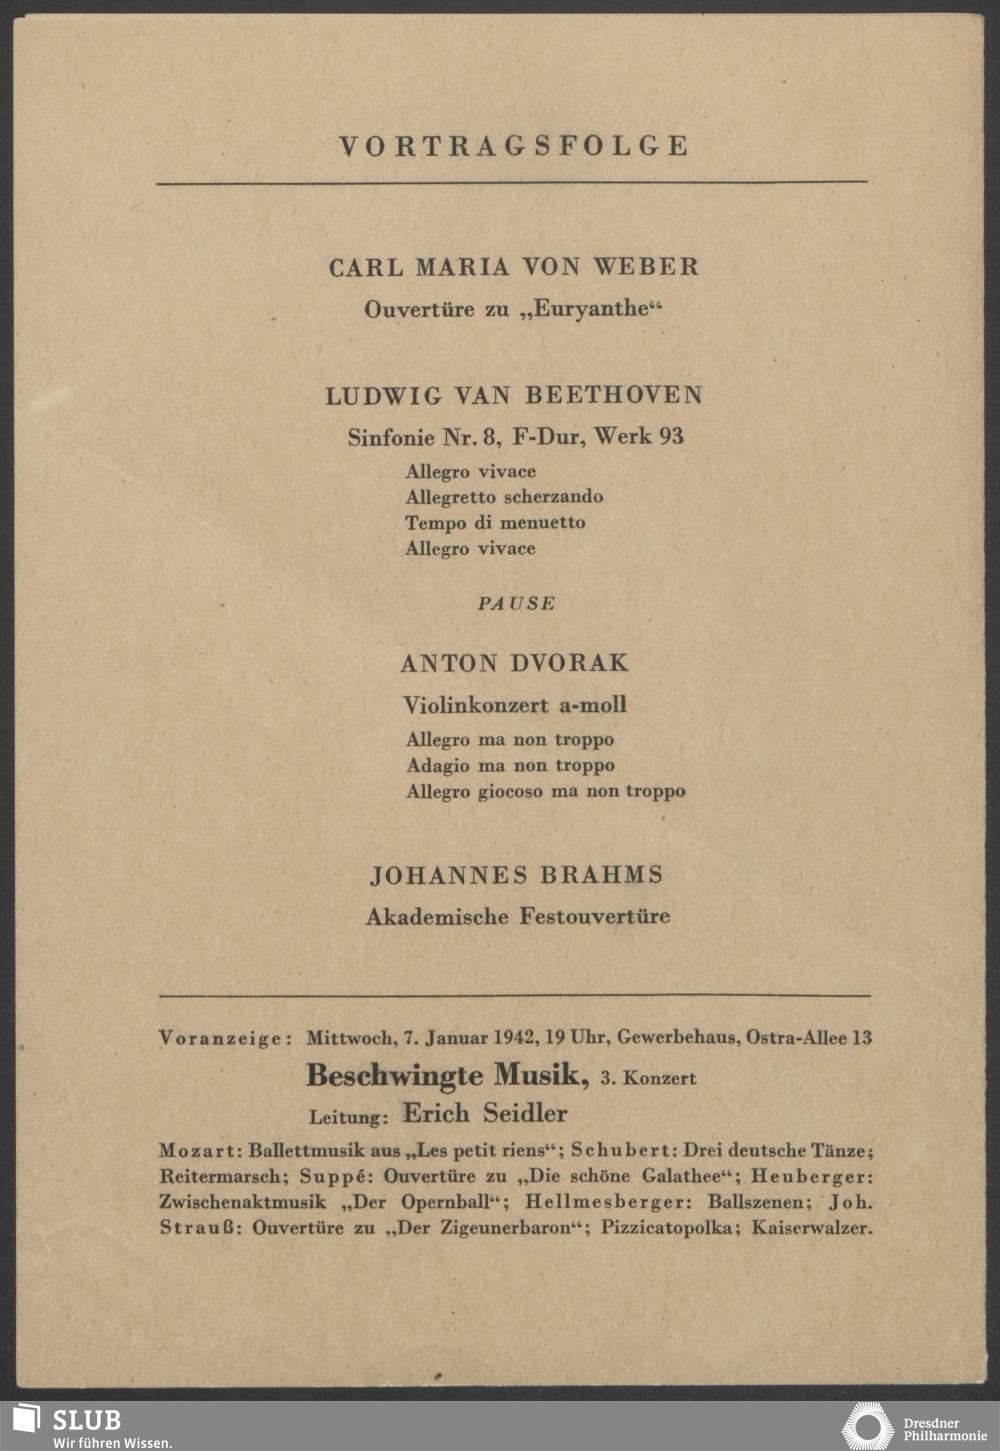 VORTRAGSFOLGE
CARL MARIA VON WEBER
Ouvertüre zu „Euryanthe“
LUDWIG VAN BEETHOVEN
Sinfonie Nr. 8, F-Dur, Werk 93
Allegro vivace
Allegretto scherzando
Tempo di menuetto
Allegro vivace
PAUSE
ANTON DVORAK
Violinkonzert a-moll
Allegro ma non troppo
Adagio ma non troppo
Allegro giocoso ma non troppo
JOHANNES BRAHMS
Akademische Festouvertüre
Voranzeige: Mittwoch, 7. Januar 1942, 19 Uhr, Gewerbehaus, Ostra-Allee 13
Beschwingte Musik, 3. Konzert
Leitung: Erich Seidler
Mozart: Ballettmusik aus „Les petit riens“; Schubert: Drei deutsche Tänze;
Reitermarsch; Suppé: Ouvertüre zu „Die schöne Galathee“; Heuberger:
Zwischenaktmusik „Der Opernball“; Hellmesberger: Ballszenen; Joh.
Strauß: Ouvertüre zu „Der Zigeunerbaron“; Pizzicatopolka; Kaiserwalzer.
SLUB
Wir führen Wissen.
Dresdner
Philharmonie